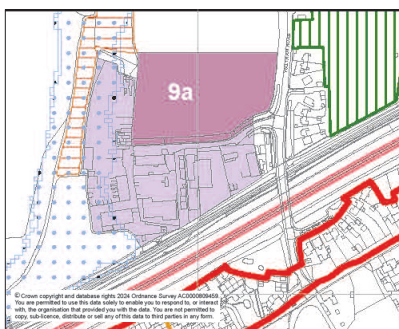 9a
© Crown copyright and database rights 2024 Ordnance Survey AC0000809459
You are permitted to use this data solely to enable you to respond to, or interact
with, the organisation that provided you with the data. You are not permitted to
copy, sub-licence, distribute or sell any of this data to third parties in any form.